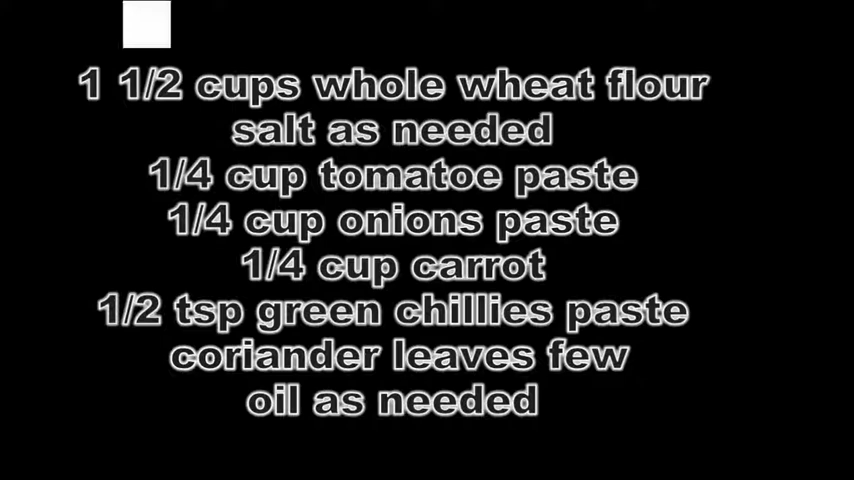 1 1/2 cups whole wheat flour
salt as needed
1/4 cup tomatoe paste
1/4 cup onions paste
1/4 cup carrot
1/2 tsp green chillies paste
coriander leaves few
oil as needed